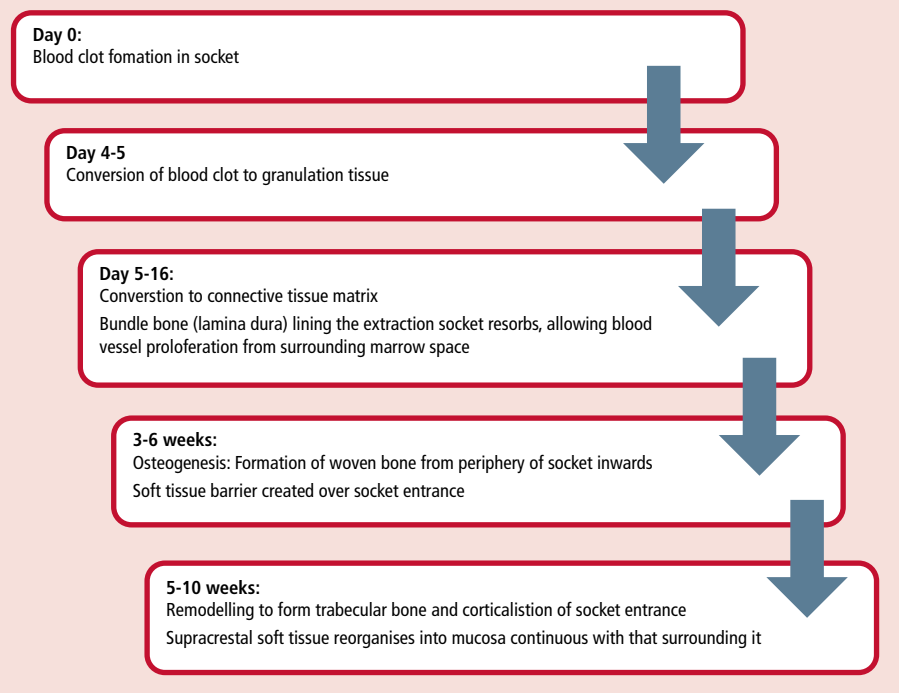 Day 0:
Blood clot fomation in socket
Day 4-5
Conversion of blood clot to granulation tissue
Day 5-16:
Converstion to connective tissue matrix
Bundle bone (lamina dura) lining the extraction socket resorbs, allowing blood
vessel proloferation from surrounding marrow space
3-6 weeks:
Osteogenesis: Formation of woven bone from periphery of socket inwards
Soft tissue barrier created over socket entrance
5-10 weeks:
Remodelling to form trabecular bone and corticalistion of socket entrance
Supracrestal soft tissue reorganises into mucosa continuous with that surrounding it